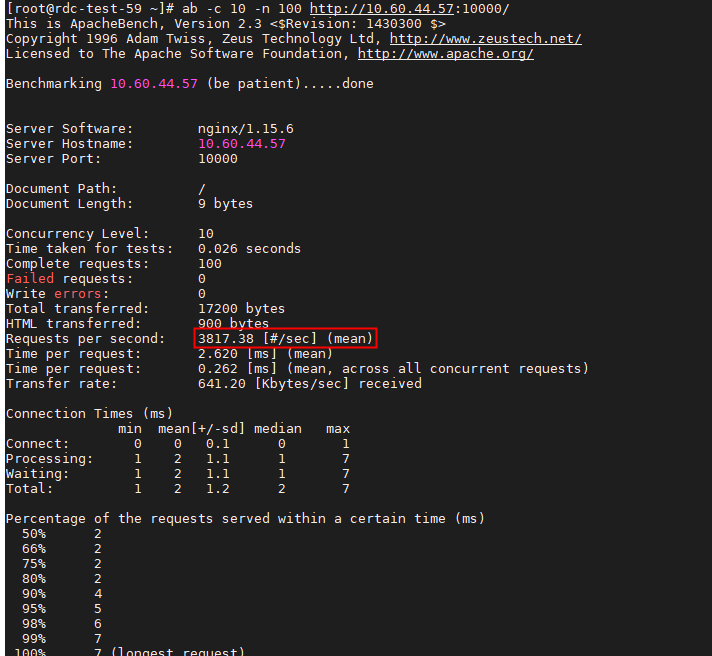 [root@rdc-test-59 ~]# ab -c 10 -n 100 http://10.60.44.57:10000/
This is ApacheBench, Version 2.3 <$Revision: 1430300 $>
Copyright 1996 Adam Twiss, Zeus Technology Ltd, http://www.zeustech.net/
Licensed to The Apache Software Foundation, http://www.apache.org/

Benchmarking 10.60.44.57 (be patient).....done


Server Software:        nginx/1.15.6
Server Hostname:        10.60.44.57
Server Port:            10000

Document Path:          /
Document Length:        9 bytes

Concurrency Level:      10
Time taken for tests:   0.026 seconds
Complete requests:      100
Failed requests:        0
Write errors:           0
Total transferred:      17200 bytes
HTML transferred:       900 bytes
Requests per second:    3817.38 [#/sec] (mean)
Time per request:       2.620 [ms] (mean)
Time per request:       0.262 [ms] (mean, across all concurrent requests)
Transfer rate:          641.20 [Kbytes/sec] received

Connection Times (ms)
              min  mean[+/-sd] median   max
Connect:        0    0   0.1      0       1
Processing:     1    2   1.1      1       7
Waiting:        1    2   1.1      1       7
Total:          1    2   1.2      2       7

Percentage of the requests served within a certain time (ms)
  50%      2
  66%      2
  75%      2
  80%      2
  90%      4
  95%      5
  98%      6
  99%      7
 100%      7 (longest request)